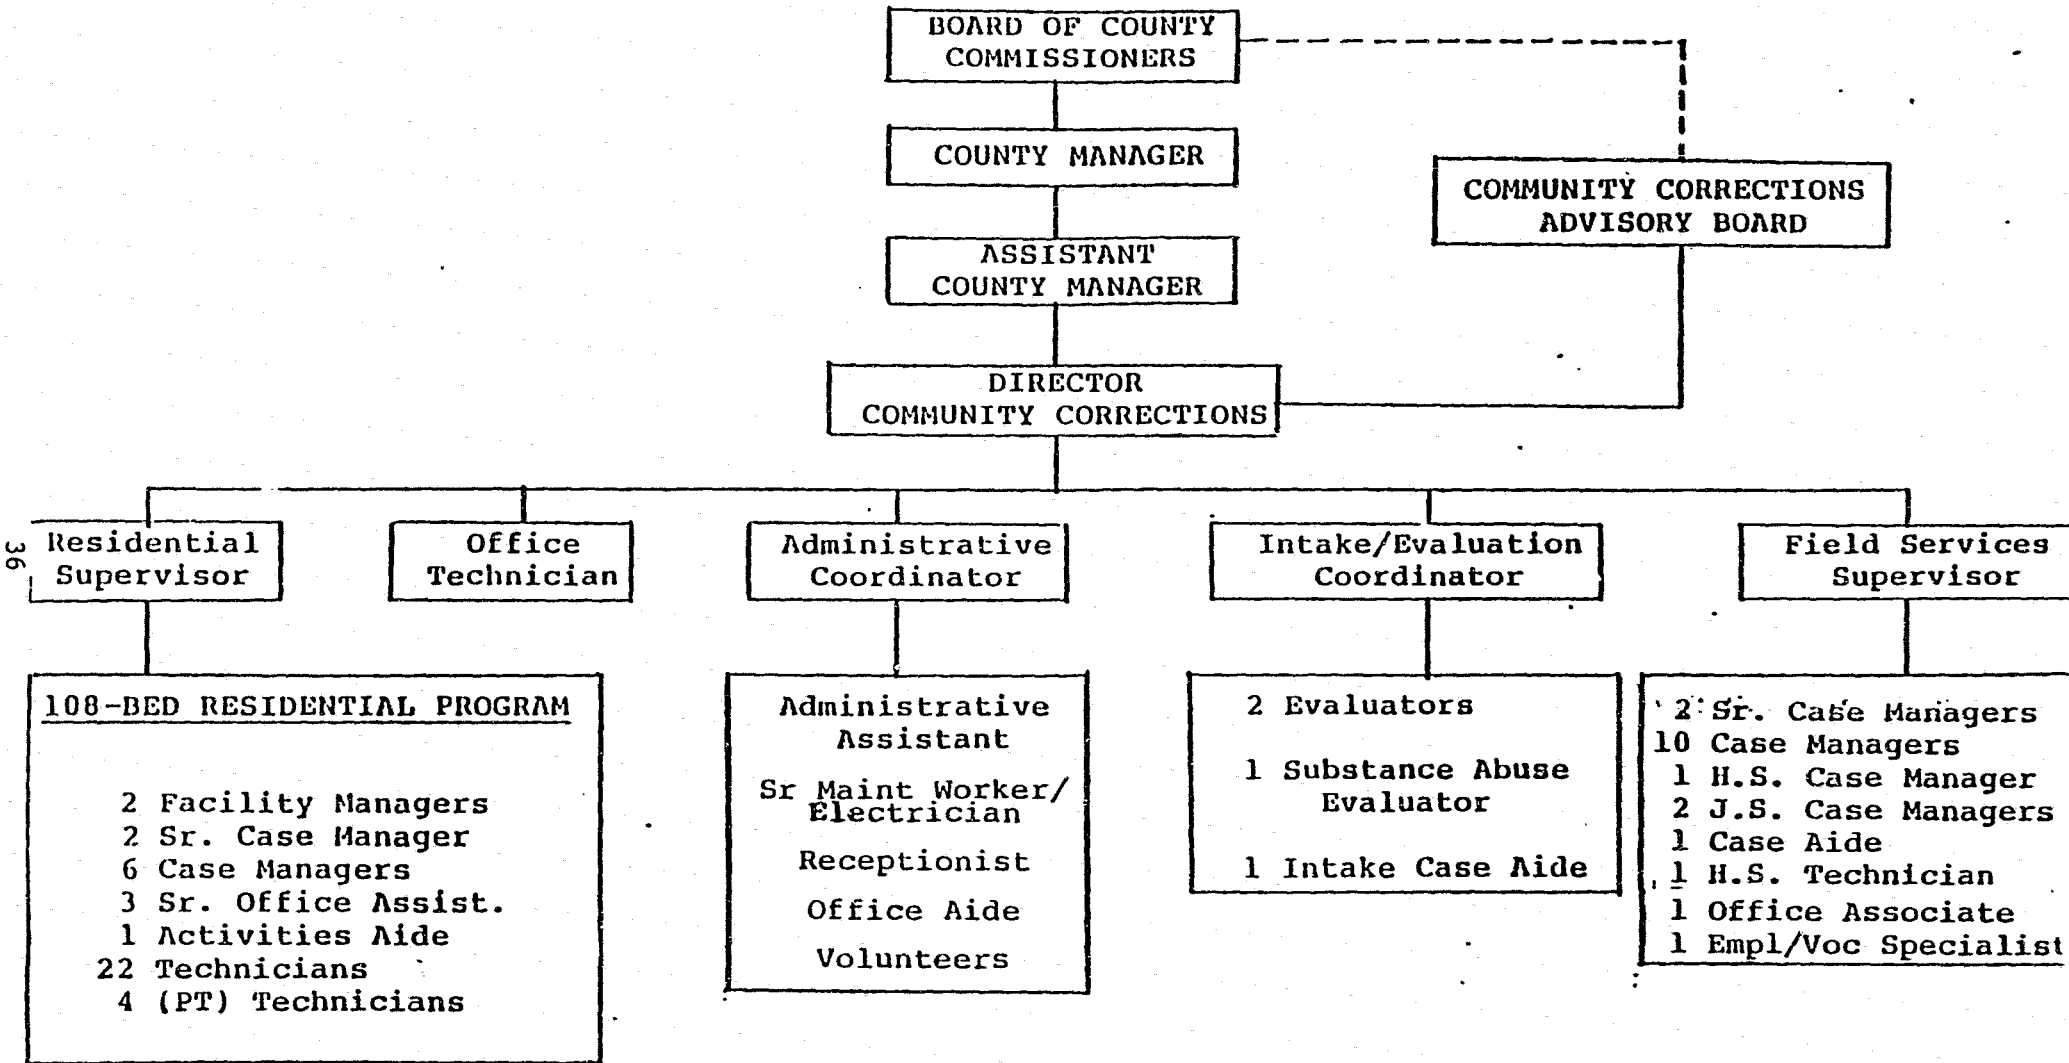 BOARD OF COUNTY
COMMISSIONERS
COUNTY MANAGER
COMMUNITY CORRECTIONS
ADVISORY BOARD
ASSISTANT
COUNTY MANAGER
DIRECTOR
COMMUNITY CORRECTIONS
Residential
Supervisor
Office
Technician
Administrative
Coordinator
Intake/Evaluation
Coordinator
Field Services
Supervisor
108-BED RESIDENTIAL PROGRAM
2 Facility Managers
2 Sr. Case Manager
6 Case Managers
3 Sr. Office Assist.
1 Activities Aide
22 Technicians
4 (PT) Technicians
Administrative
Assistant
Sr Maint Worker/
Electrician
Receptionist
Office Aide
Volunteers
2 Evaluators
1 Substance Abuse
Evaluator
1 Intake Case Aide
2 Sr. Case Managers
10 Case Managers
1 H.S. Case Manager
2 J.S. Case Managers
1 Case Aide
1 H.S. Technician
1 Office Associate
1 Empl/Voc Specialist
36